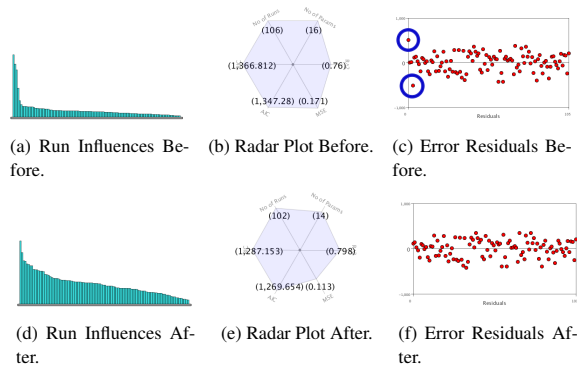 No of Runs
No of Params
(106)
(16)
(1,366.812)
(0.76)
(1,347.28)
(0.171)
AIC
MSE
1,000
0
-1,000
0
Residuals
(a) Run Influences Be-
fore.
(b) Radar Plot Before.
(c) Error Residuals Be-
fore.
No of Runs
No of Params
(102)
(14)
(1,287.153)
(0.798)
(1,269.654)
(0.113)
AIC
MSE
1,000
0
-1,000
0
Residuals
(d) Run Influences Af-
ter.
(e) Radar Plot After.
(f) Error Residuals Af-
ter.